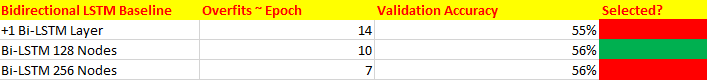 Bidirectional LSTM Baseline Overfits ~ Epoch Validation Accuracy Selected?
+1 Bi-LSTM Layer 14 55%
Bi-LSTM 128 Nodes 10 56%
Bi-LSTM 256 Nodes 7 56%